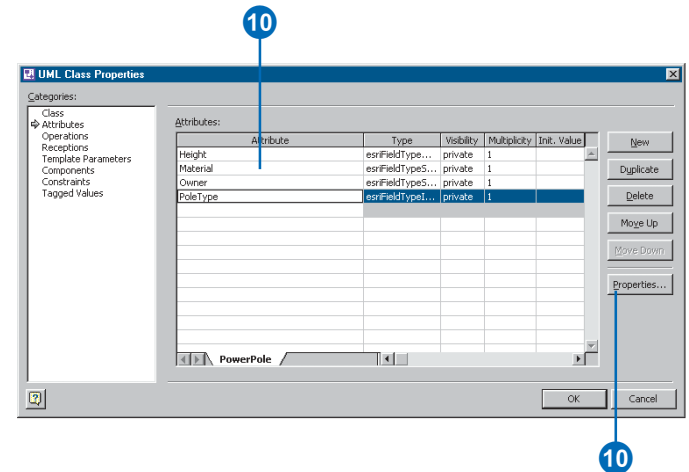 10
UML Class Properties
Categories:
Class
Attributes
Operations
Receptions
Template Parameters
Components
Constraints
Tagged Values
Attributes:
Attribute Type Visibility Multiplicity Init. Value
Height esriFieldType... private 1
Material esriFieldTypeS... private 1
Owner esriFieldTypeS... private 1
PoleType esriFieldTypeI... private 1
PowerPole
New
Duplicate
Delete
Move Up
Move Down
Properties...
OK Cancel
10